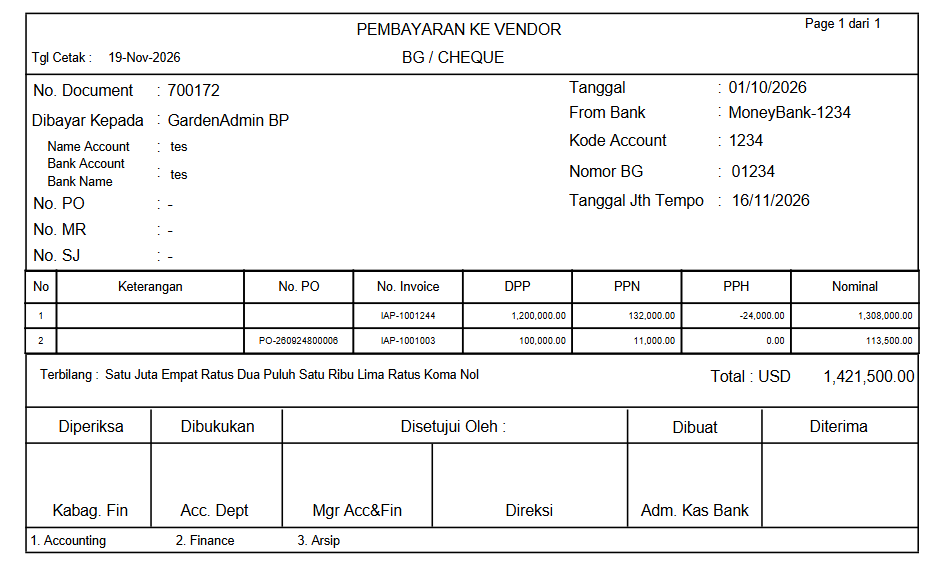 PEMBAYARAN KE VENDOR
Page 1 dari 1
Tgl Cetak : 19-Nov-2026
BG / CHEQUE
No. Document : 700172
Tanggal : 01/10/2026
Dibayar Kepada : GardenAdmin BP
From Bank : MoneyBank-1234
Name Account : tes
Kode Account : 1234
Bank Account
Bank Name : tes
Nomor BG : 01234
No. PO : -
Tanggal Jth Tempo : 16/11/2026
No. MR : -
No. SJ : -
No Keterangan No. PO No. Invoice DPP PPN PPH Nominal
1 IAP-1001244 1,200,000.00 132,000.00 -24,000.00 1,308,000.00
2 PO-260924800006 IAP-1001003 100,000.00 11,000.00 0.00 113,500.00
Terbilang : Satu Juta Empat Ratus Dua Puluh Satu Ribu Lima Ratus Koma Nol
Total : USD 1,421,500.00
Diperiksa Dibukukan Disetujui Oleh : Dibuat Diterima
Kabag. Fin Acc. Dept Mgr Acc&Fin Direksi Adm. Kas Bank
1. Accounting 2. Finance 3. Arsip